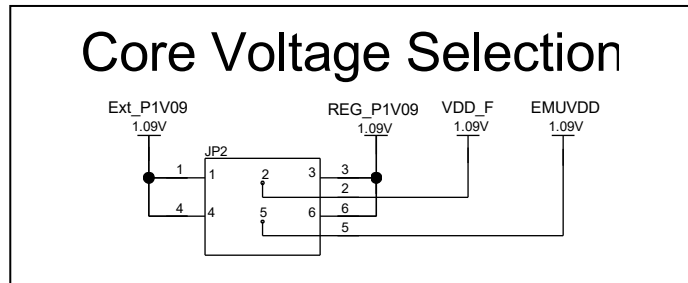 Core Voltage Selection
Ext_P1V09 REG_P1V09 VDD_F EMUVDD
1.09V 1.09V 1.09V 1.09V
JP2
1 1 2 3 3
2
4 4 5 6 6
5